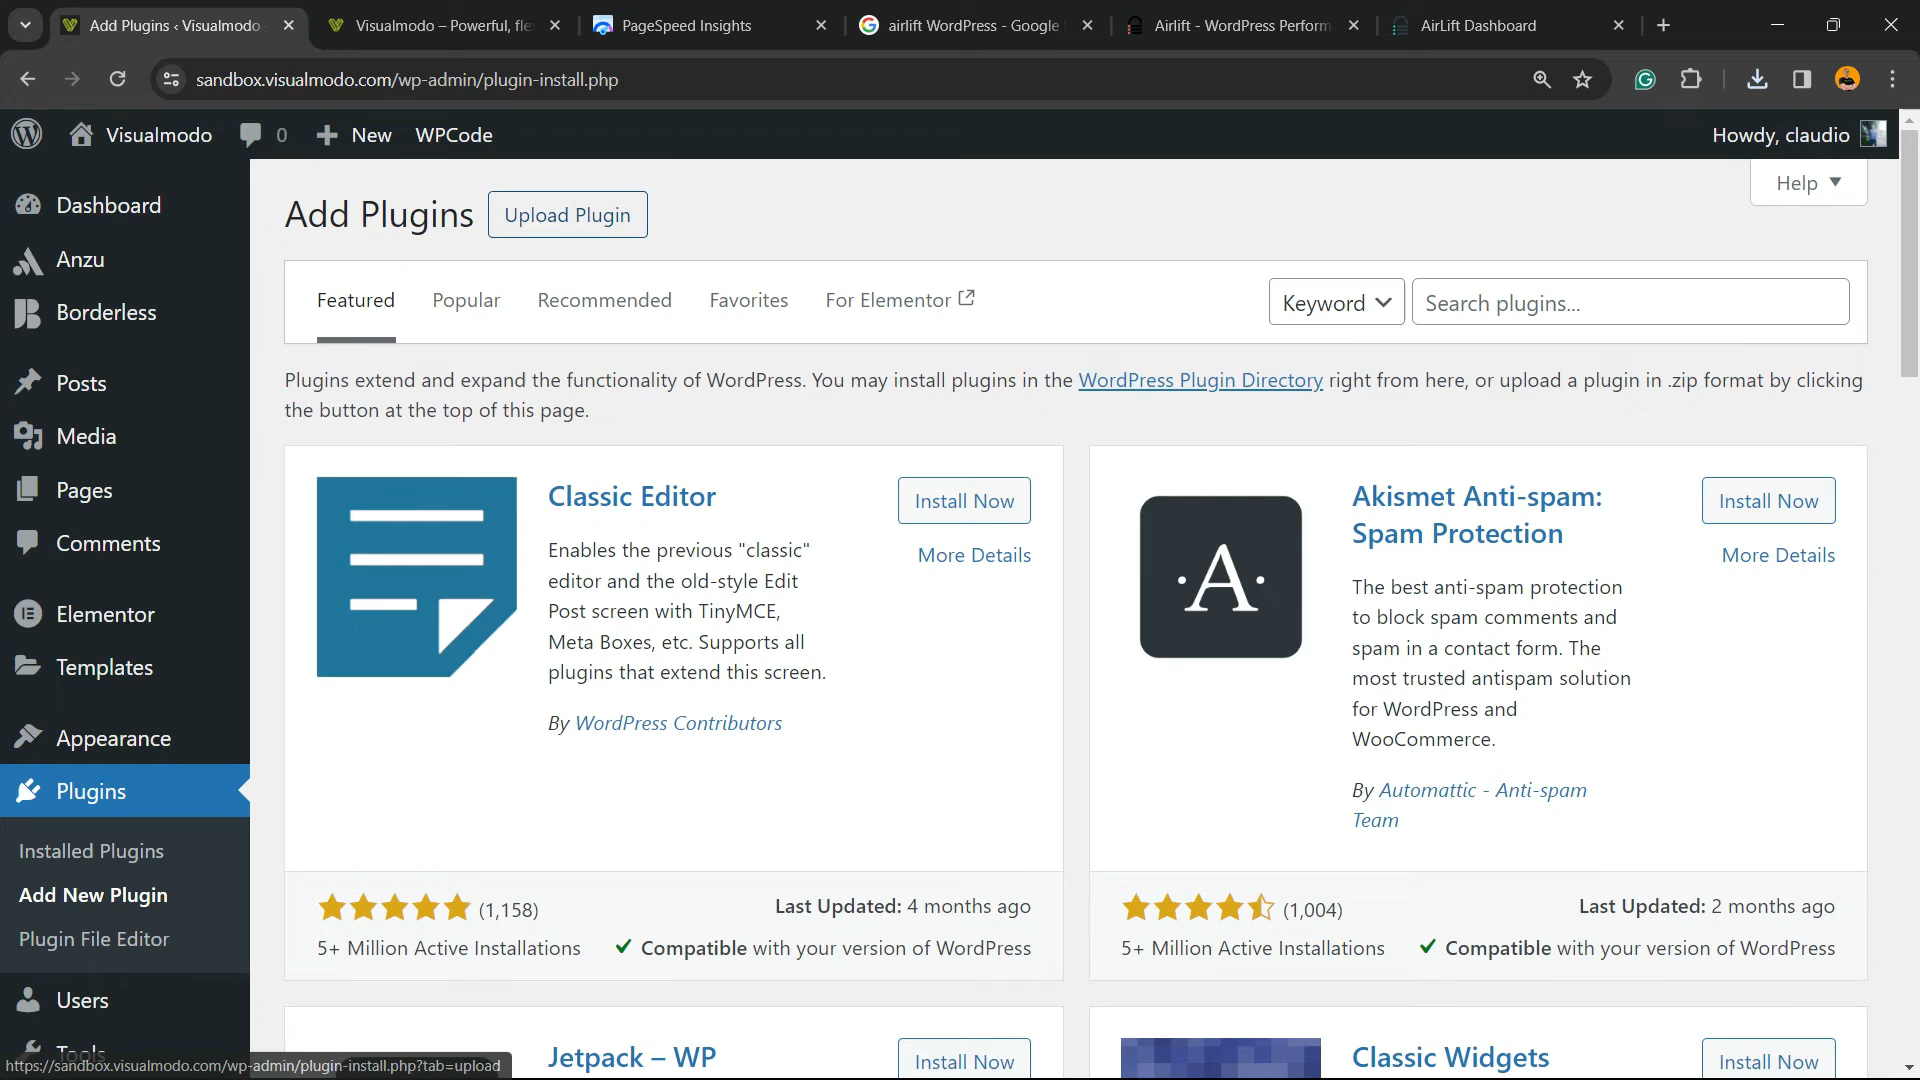 Add Plugins ‹ Visualmodo
Visualmodo – Powerful, fle
PageSpeed Insights
airlift WordPress - Google
Airlift - WordPress Perform
AirLift Dashboard
sandbox.visualmodo.com/wp-admin/plugin-install.php
Visualmodo
0
New
WPCode
Howdy, claudio
Dashboard
Anzu
Borderless
Posts
Media
Pages
Comments
Elementor
Templates
Appearance
Plugins
Installed Plugins
Add New Plugin
Plugin File Editor
Users
Tools
Help
Add Plugins
Upload Plugin
Featured
Popular
Recommended
Favorites
For Elementor
Keyword
Search plugins...
Plugins extend and expand the functionality of WordPress. You may install plugins in the WordPress Plugin Directory right from here, or upload a plugin in .zip format by clicking
the button at the top of this page.
Classic Editor
Install Now
More Details
Enables the previous "classic"
editor and the old-style Edit
Post screen with TinyMCE,
Meta Boxes, etc. Supports all
plugins that extend this screen.
By WordPress Contributors
(1,158)
Last Updated: 4 months ago
5+ Million Active Installations
Compatible with your version of WordPress
A
Akismet Anti-spam:
Spam Protection
Install Now
More Details
The best anti-spam protection
to block spam comments and
spam in a contact form. The
most trusted antispam solution
for WordPress and
WooCommerce.
By Automattic - Anti-spam
Team
(1,004)
Last Updated: 2 months ago
5+ Million Active Installations
Compatible with your version of WordPress
Jetpack – WP
Install Now
Classic Widgets
Install Now
https://sandbox.visualmodo.com/wp-admin/plugin-install.php?tab=upload